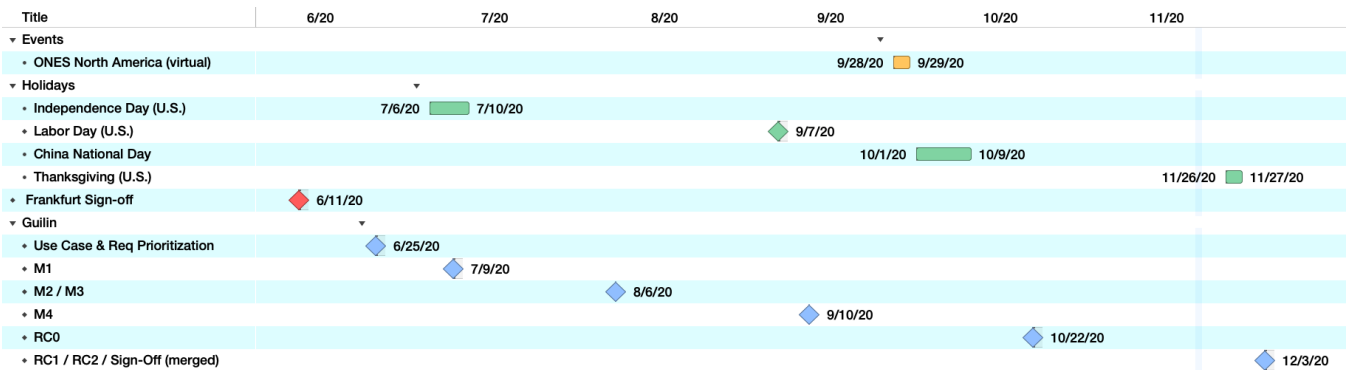 Title 6/20 7/20 8/20 9/20 10/20 11/20
Events
ONES North America (virtual) 9/28/20 9/29/20
Holidays
Independence Day (U.S.) 7/6/20 7/10/20
Labor Day (U.S.) 9/7/20
China National Day 10/1/20 10/9/20
Thanksgiving (U.S.) 11/26/20 11/27/20
Frankfurt Sign-off 6/11/20
Guilin
Use Case & Req Prioritization 6/25/20
M1 7/9/20
M2 / M3 8/6/20
M4 9/10/20
RC0 10/22/20
RC1 / RC2 / Sign-Off (merged) 12/3/20